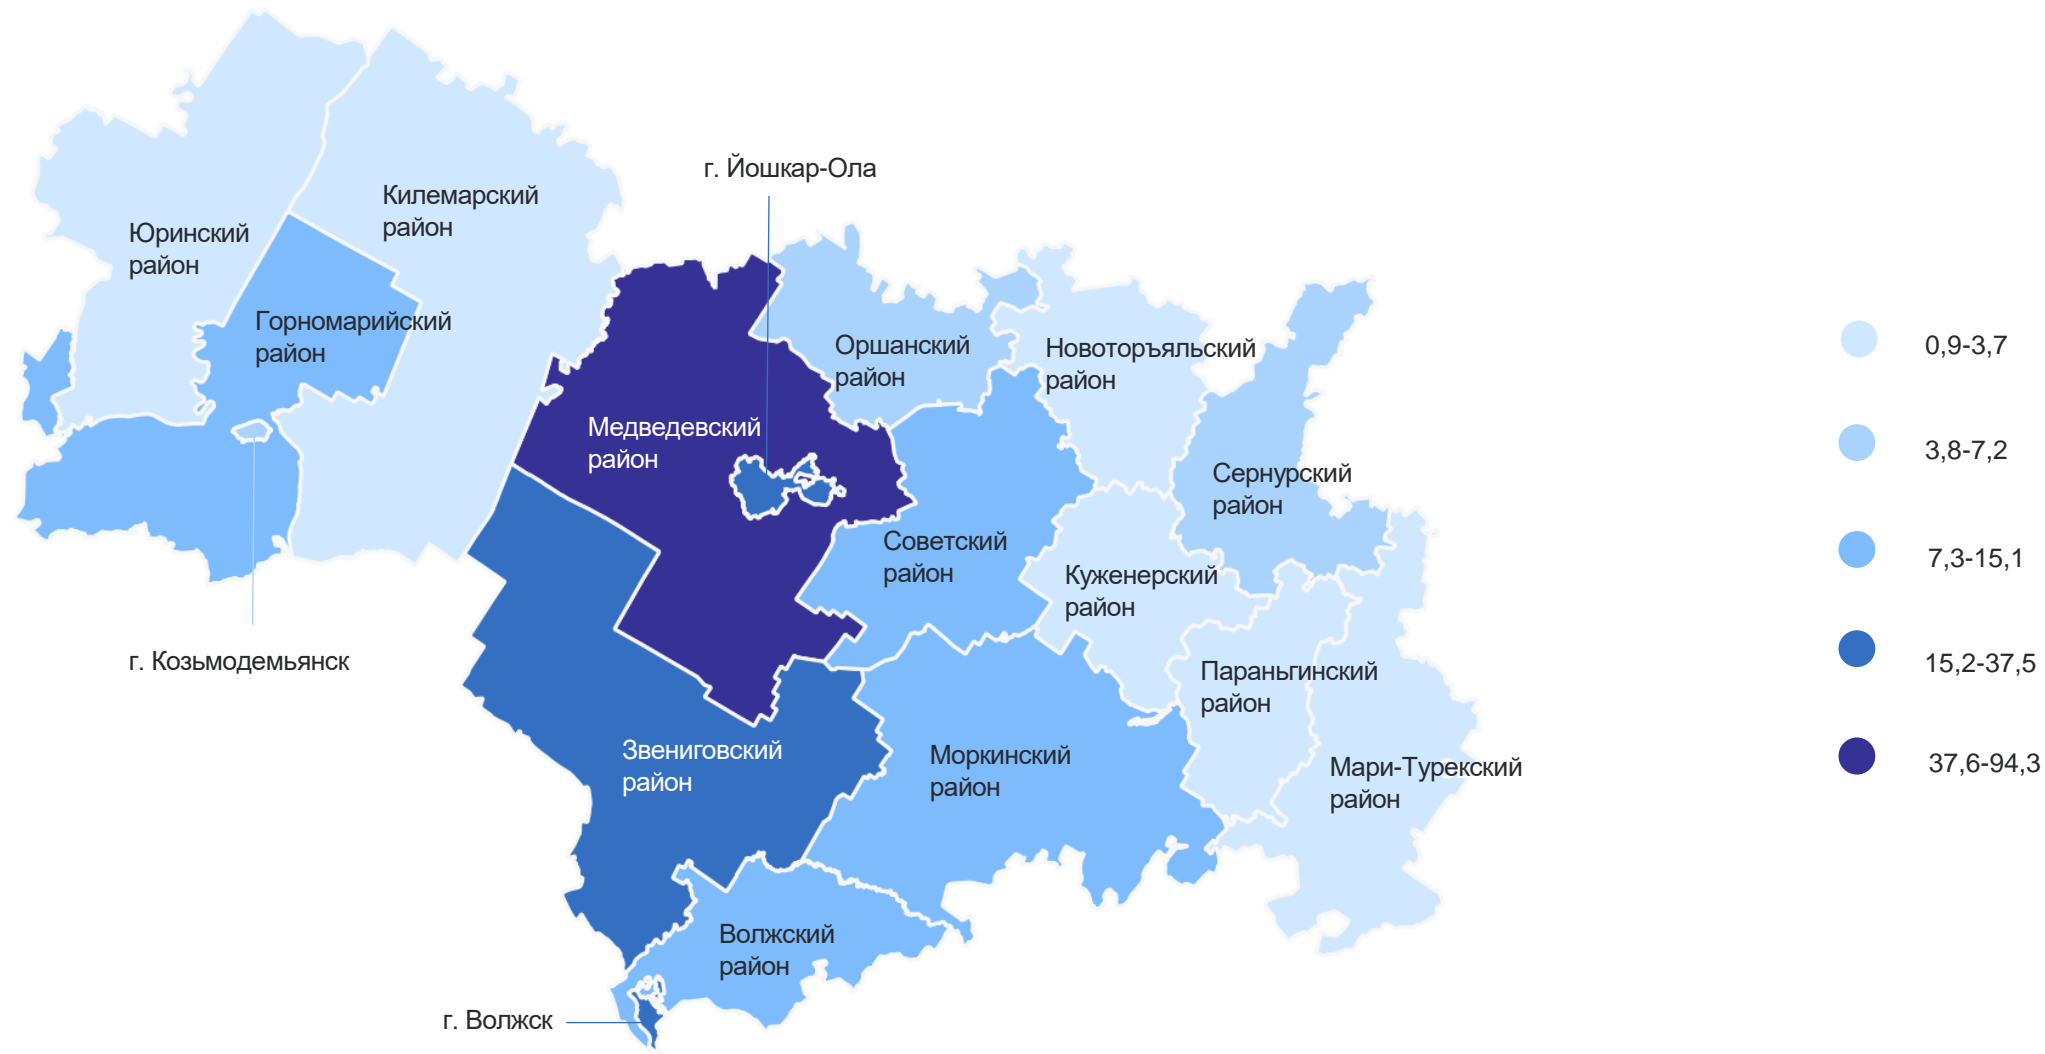 г. Йошкар-Ола
Килемарский
район
Юринский
район
Горномарийский
район
Оршанский
район
Новоторъяльский
район
Медведевский
район
Сернурский
район
Советский
район
Куженерский
район
г. Козьмодемьянск
Параньгинский
район
Звениговский
район
Моркинский
район
Мари-Турекский
район
Волжский
район
г. Волжск
0,9-3,7
3,8-7,2
7,3-15,1
15,2-37,5
37,6-94,3